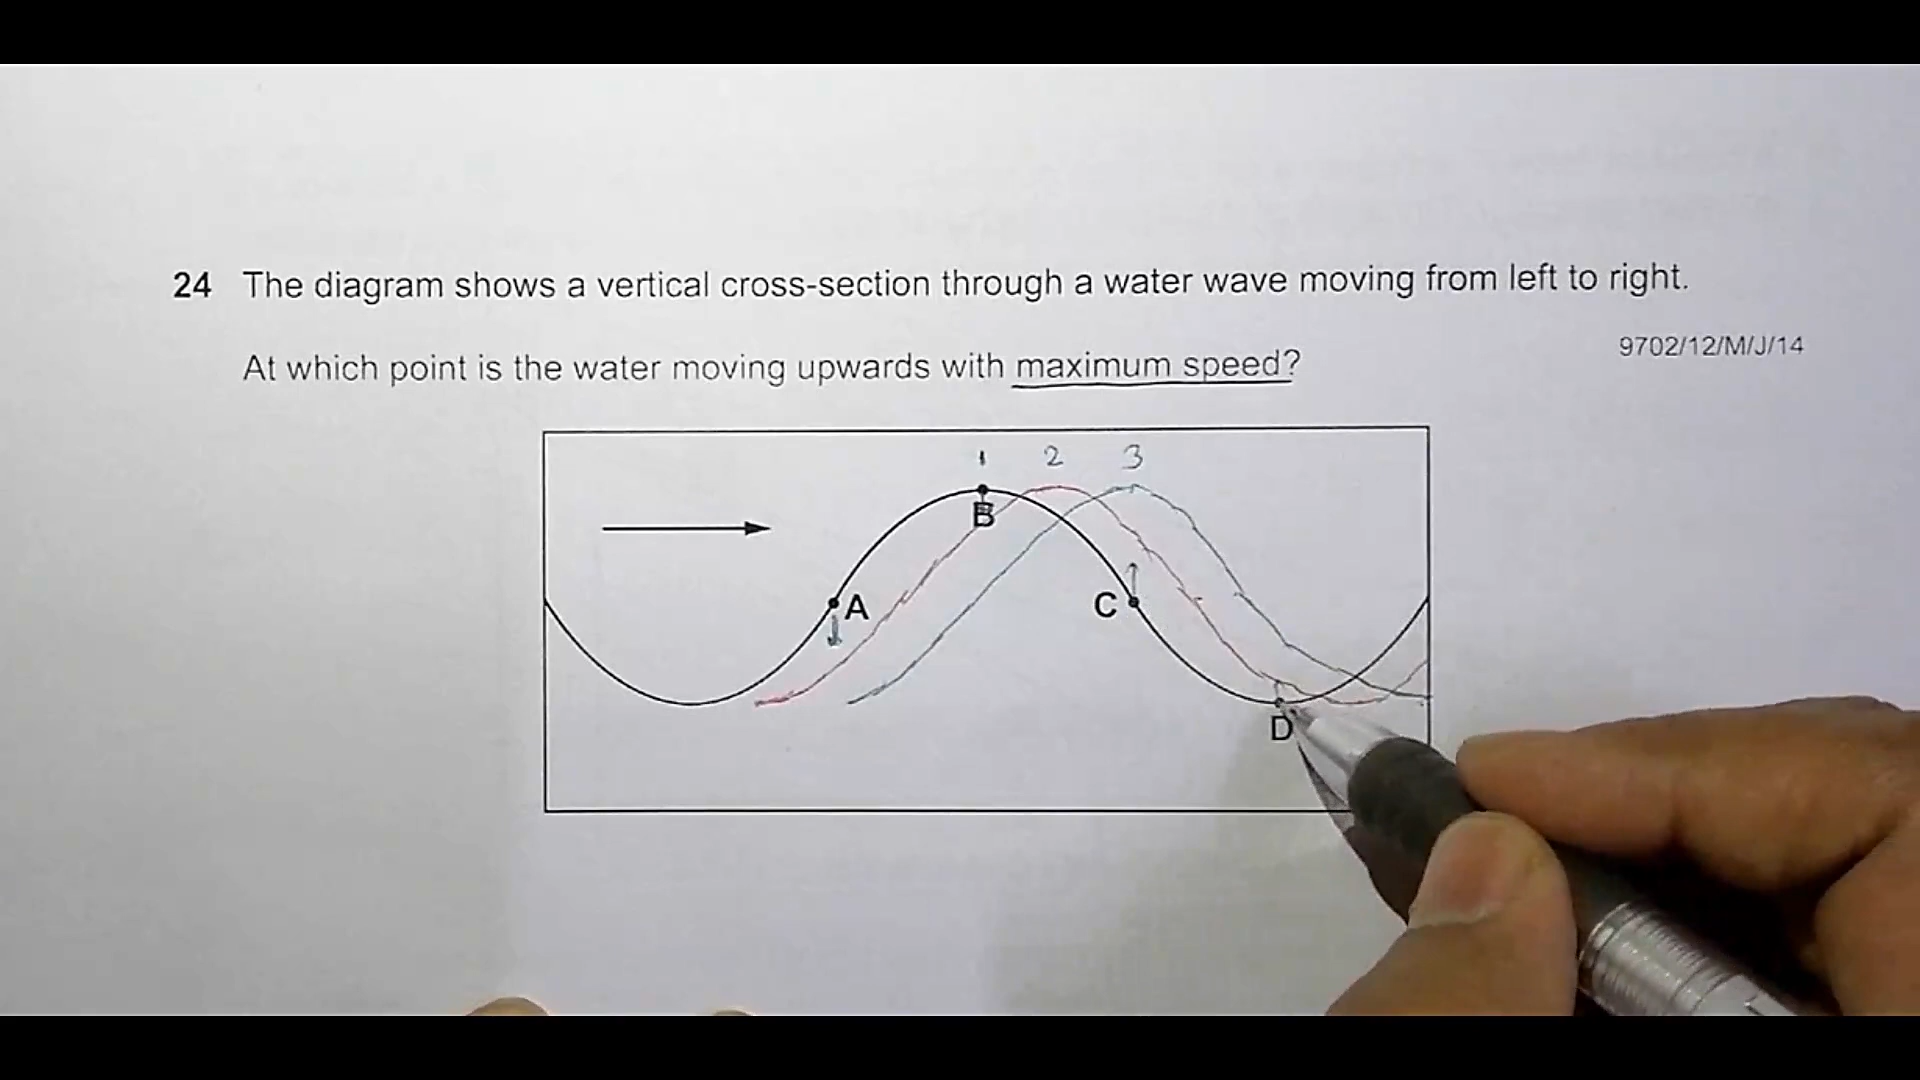 24 The diagram shows a vertical cross-section through a water wave moving from left to right.
9702/12/M/J/14
At which point is the water moving upwards with maximum speed?
1 2 3
B
A
C
D